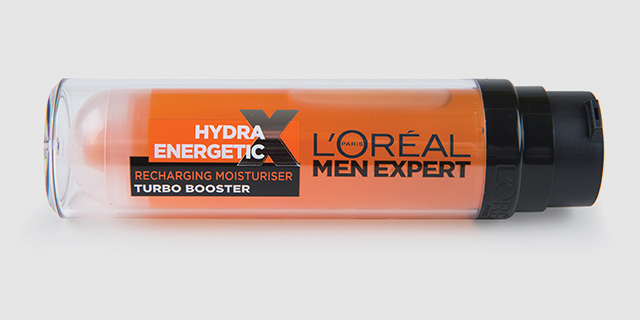 HYDRA
ENERGETIC X
RECHARGING MOISTURISER
TURBO BOOSTER
L'ORÉAL
PARIS
MEN EXPERT